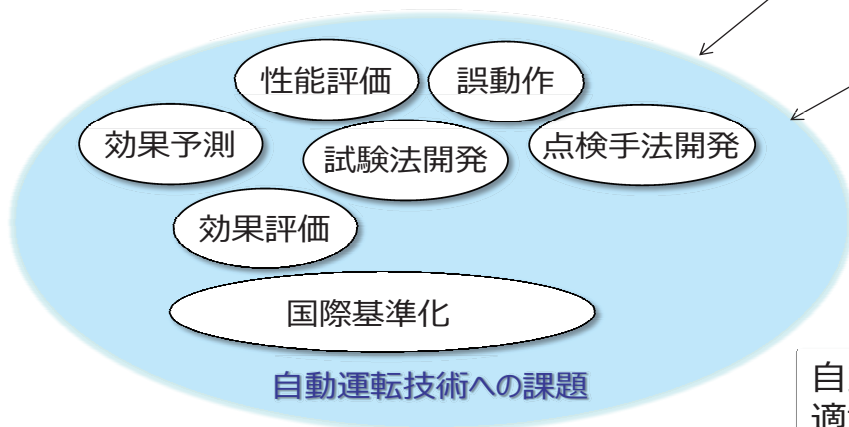 性能評価
誤動作
効果予測
試験法開発
点検手法開発
効果評価
国際基準化
自動運転技術への課題
自
適